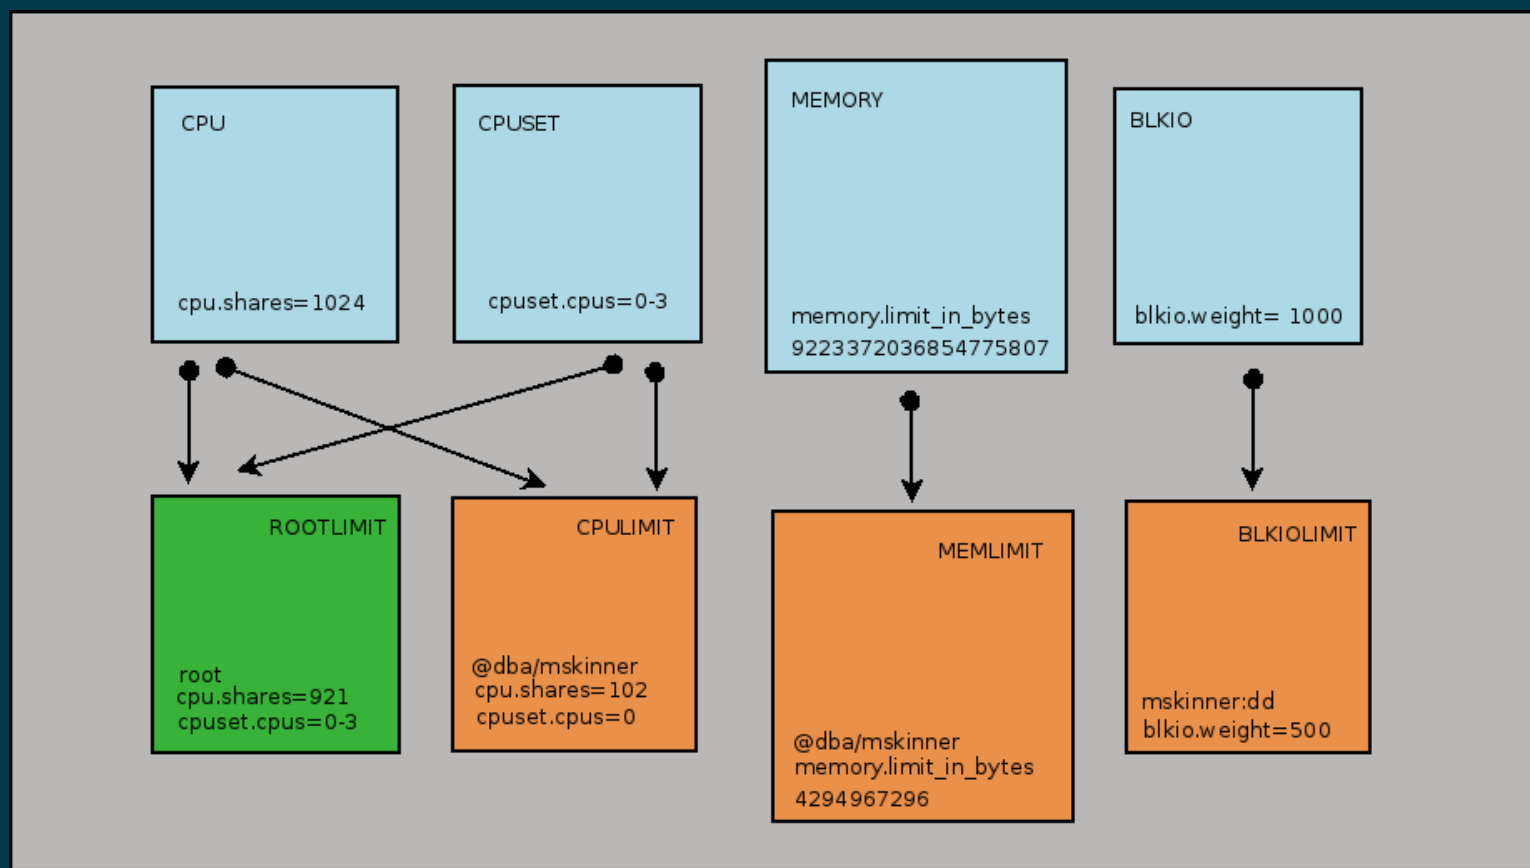 CPU
cpu.shares=1024
CPUSET
cpuset.cpus=0-3
MEMORY
memory.limit_in_bytes
9223372036854775807
BLKIO
blkio.weight= 1000
ROOTLIMIT
root
cpu.shares=921
cpuset.cpus=0-3
CPULIMIT
@dba/mskinner
cpu.shares=102
cpuset.cpus=0
MEMLIMIT
@dba/mskinner
memory.limit_in_bytes
4294967296
BLKIOLIMIT
mskinner:dd
blkio.weight=500